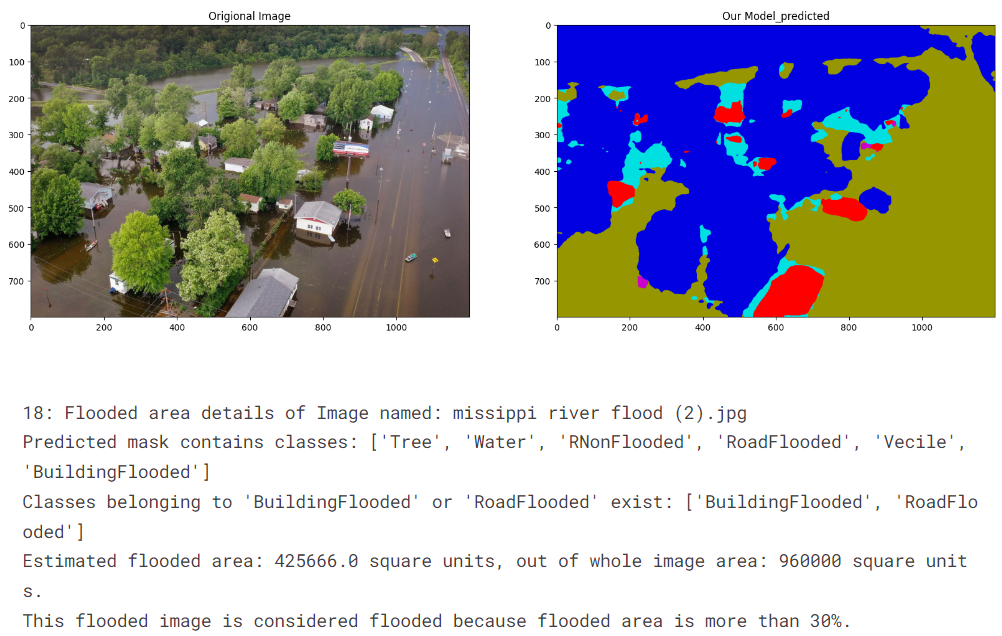 Origional Image
Our Model_predicted
0
100
200
300
400
500
600
700
0
200
400
600
800
1000
0
100
200
300
400
500
600
700
0
200
400
600
800
1000
18: Flooded area details of Image named: missippi river flood (2).jpg
Predicted mask contains classes: ['Tree', 'Water', 'RNonFlooded', 'RoadFlooded', 'Vecile',
'BuildingFlooded']
Classes belonging to 'BuildingFlooded' or 'RoadFlooded' exist: ['BuildingFlooded', 'RoadFlo
oded']
Estimated flooded area: 425666.0 square units, out of whole image area: 960000 square unit
s.
This flooded image is considered flooded because flooded area is more than 30%.